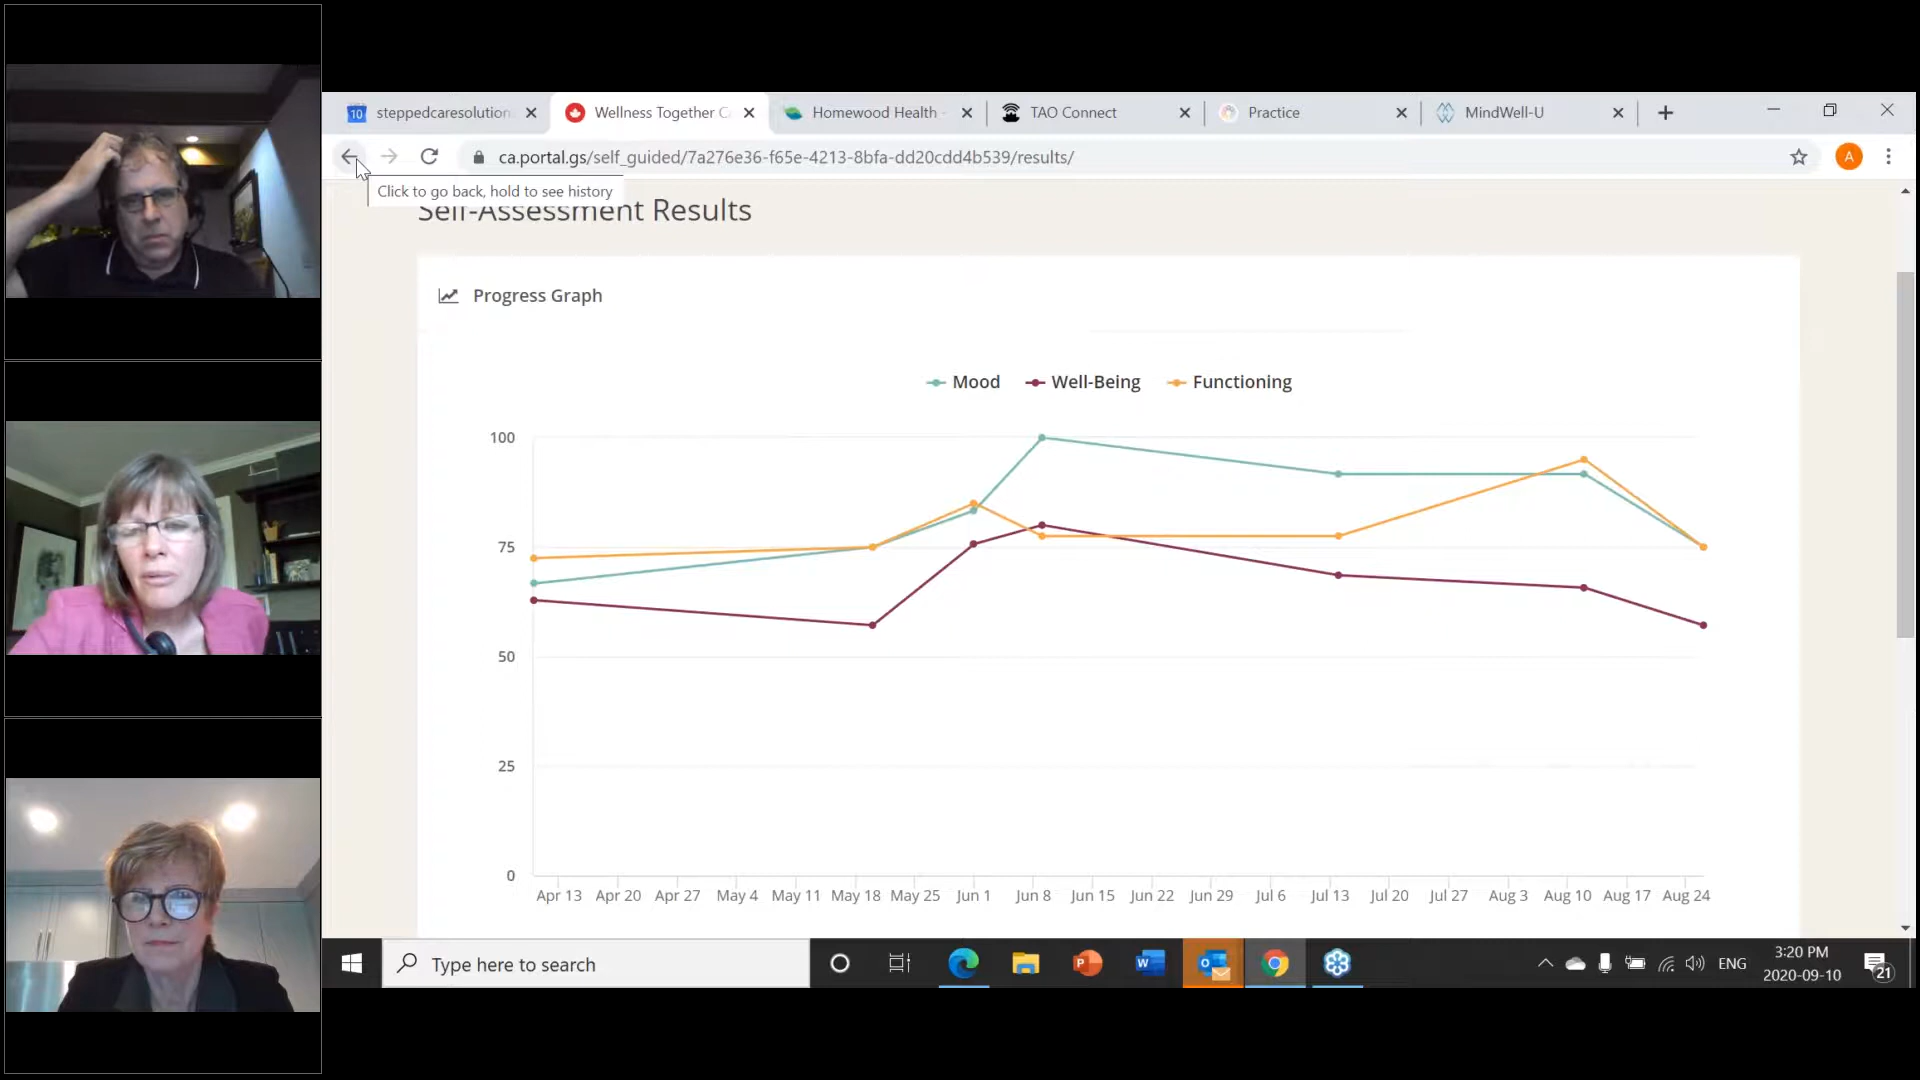 steppedcaresolution
Wellness Together C
Homewood Health -
TAO Connect
Practice
MindWell-U
ca.portal.gs/self_guided/7a276e36-f65e-4213-8bfa-dd20cdd4b539/results/
A
Click to go back, hold to see history
Self-Assessment Results
Progress Graph
Mood Well-Being Functioning
100
75
50
25
0
Apr 13 Apr 20 Apr 27 May 4 May 11 May 18 May 25 Jun 1 Jun 8 Jun 15 Jun 22 Jun 29 Jul 6 Jul 13 Jul 20 Jul 27 Aug 3 Aug 10 Aug 17 Aug 24
Type here to search
ENG
3:20 PM
2020-09-10
21